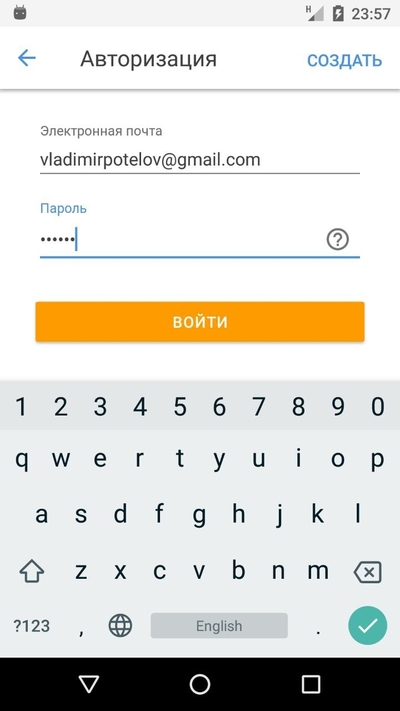 23:57
Авторизация СОЗДАТЬ
Электронная почта
vladimirpotelov@gmail.com
Пароль
••••••
ВОЙТИ
1 2 3 4 5 6 7 8 9 0
q w e r t y u i o p
a s d f g h j k l
z x c v b n m
?123 , English .